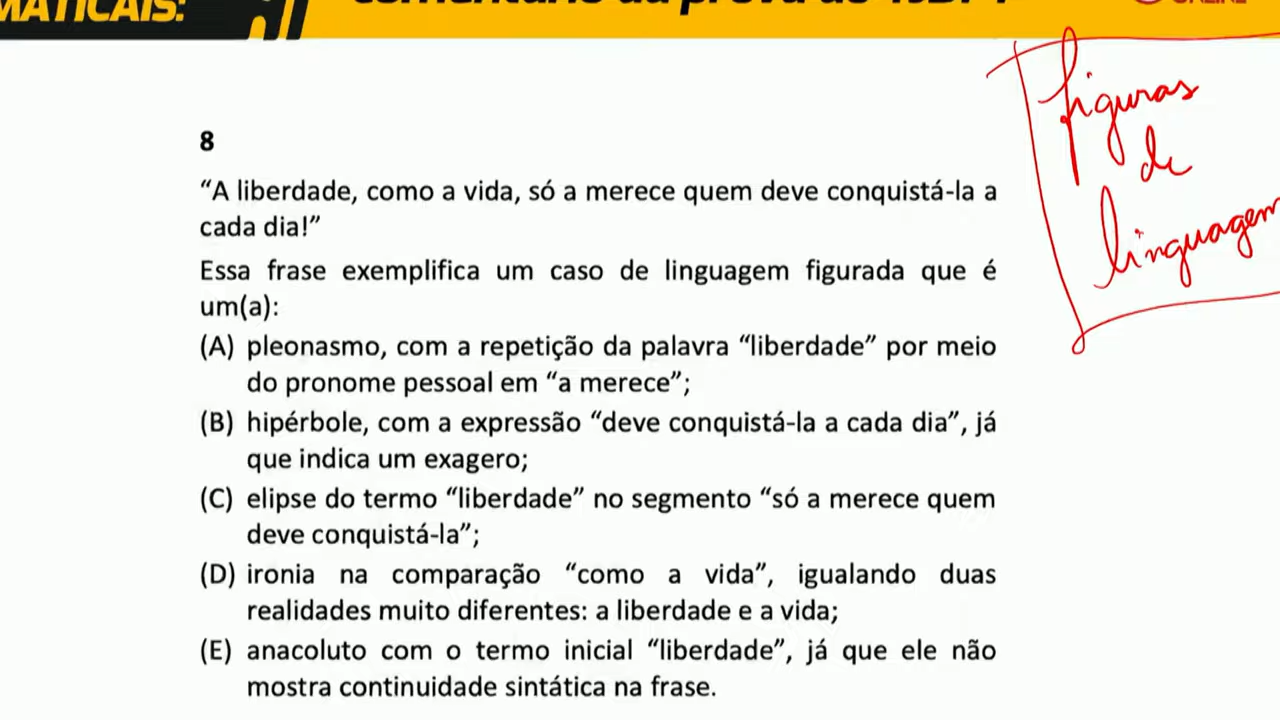 MATICAIS:
figuras
de
linguagem
8
“A liberdade, como a vida, só a merece quem deve conquistá-la a
cada dia!”
Essa frase exemplifica um caso de linguagem figurada que é
um(a):
(A) pleonasmo, com a repetição da palavra “liberdade” por meio
do pronome pessoal em “a merece”;
(B) hipérbole, com a expressão “deve conquistá-la a cada dia”, já
que indica um exagero;
(C) elipse do termo “liberdade” no segmento “só a merece quem
deve conquistá-la”;
(D) ironia na comparação “como a vida”, igualando duas
realidades muito diferentes: a liberdade e a vida;
(E) anacoluto com o termo inicial “liberdade”, já que ele não
mostra continuidade sintática na frase.